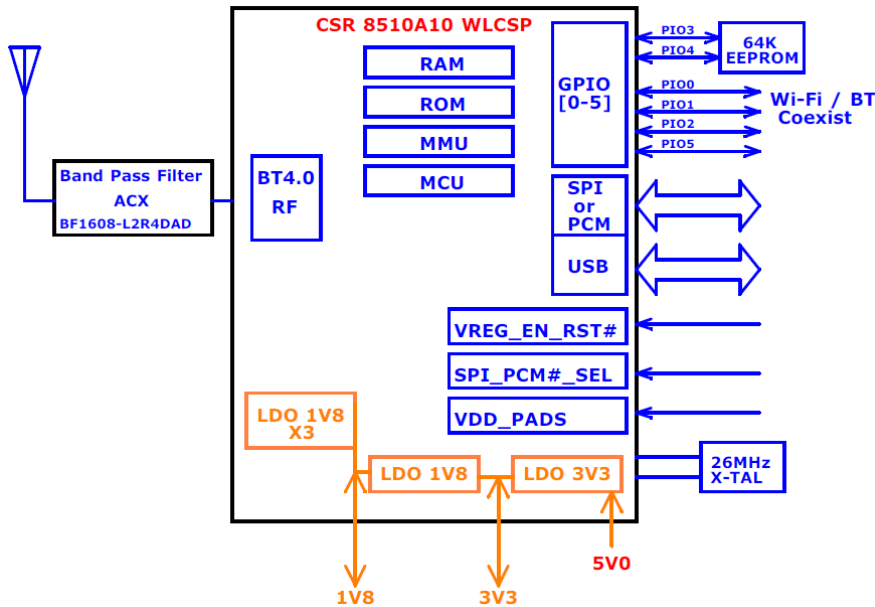 CSR 8510A10 WLCSP
RAM
ROM
MMU
MCU
GPIO
[0-5]
PIO3
PIO4
64K
EEPROM
PIO0
PIO1
PIO2
PIO5
Wi-Fi / BT
Coexist
Band Pass Filter
ACX
BF1608-L2R4DAD
BT4.0
RF
SPI
or
PCM
USB
VREG_EN_RST#
SPI_PCM#_SEL
VDD_PADS
LDO 1V8
X3
LDO 1V8
LDO 3V3
26MHz
X-TAL
5V0
1V8
3V3